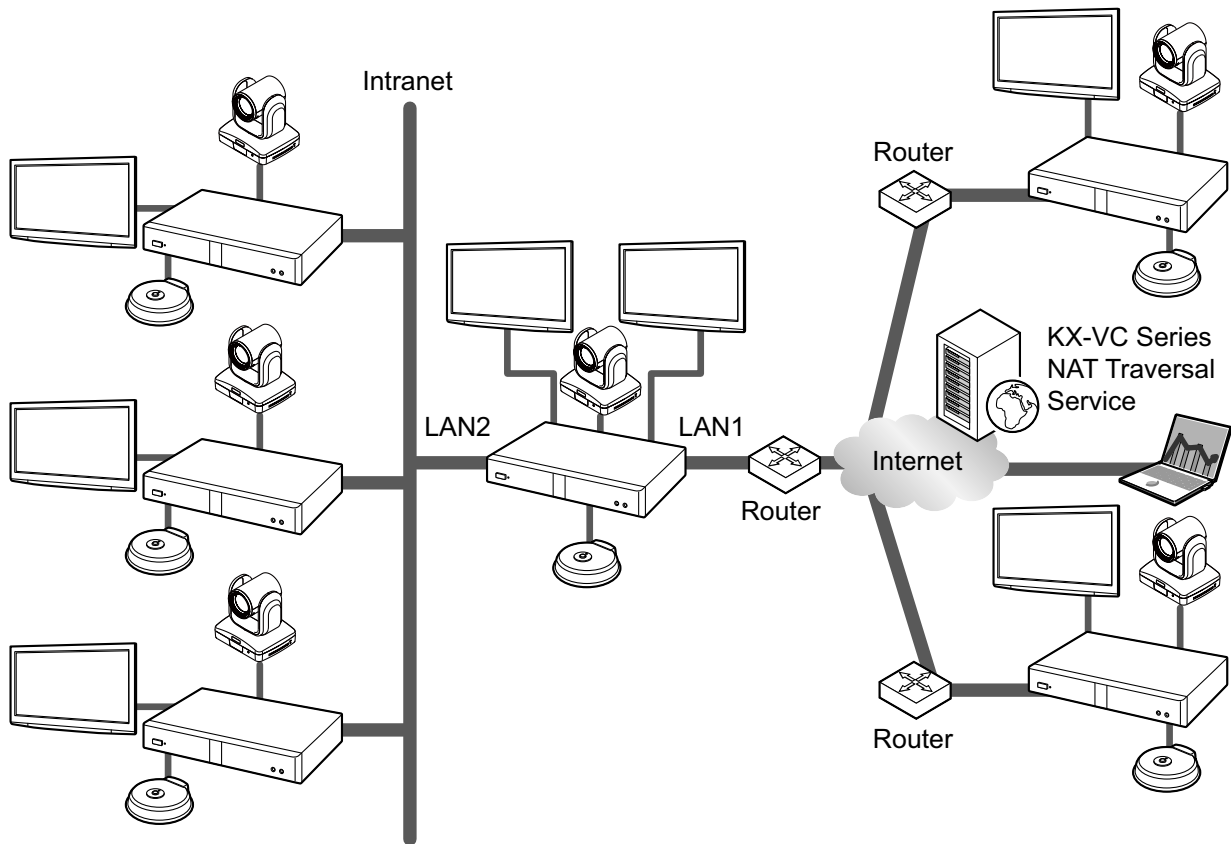 Intranet
Router
KX-VC Series
NAT Traversal
Service
LAN2
LAN1
Internet
Router
Router